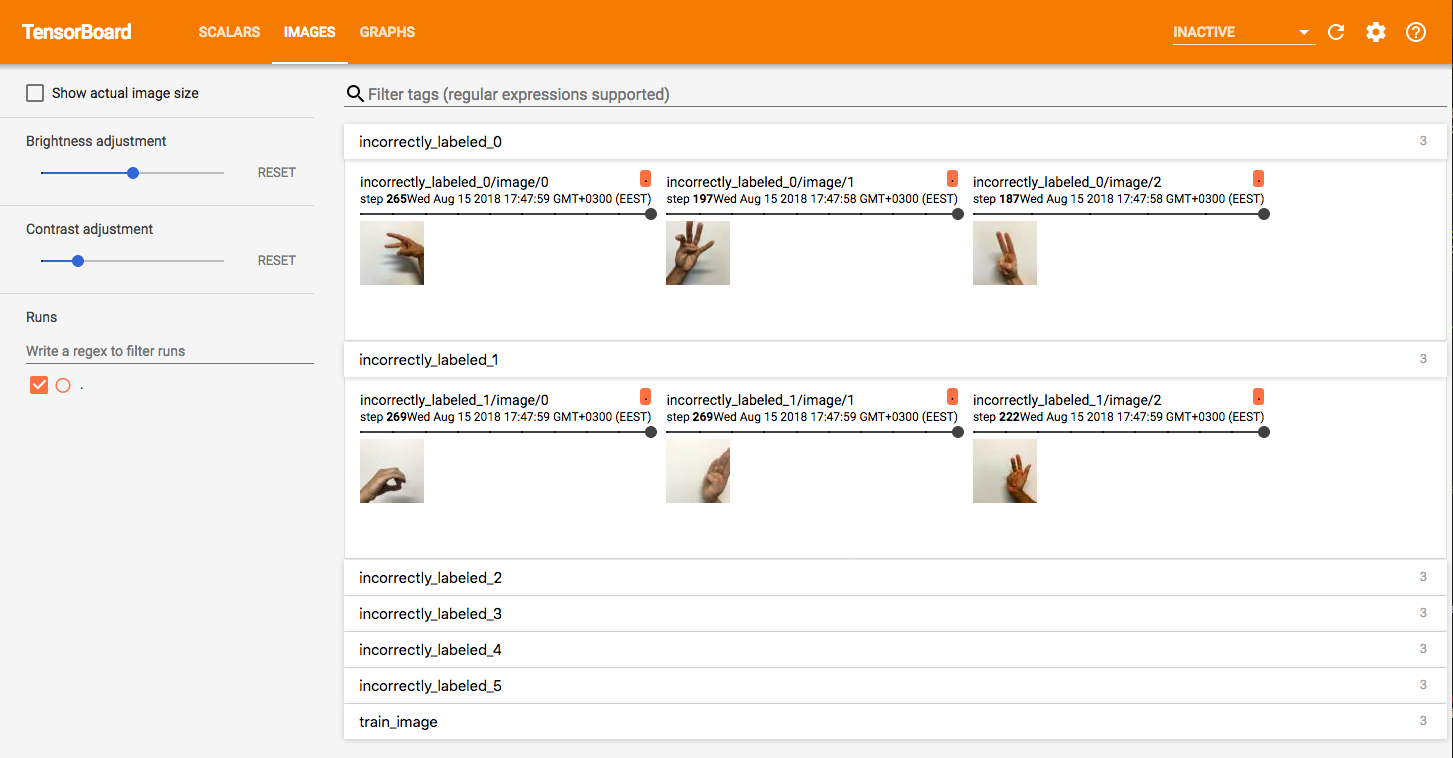 TensorBoard SCALARS IMAGES GRAPHS INACTIVE
Show actual image size
Filter tags (regular expressions supported)
Brightness adjustment
RESET
Contrast adjustment
RESET
Runs
Write a regex to filter runs
.
incorrectly_labeled_0 3
incorrectly_labeled_0/image/0 . incorrectly_labeled_0/image/1 . incorrectly_labeled_0/image/2 .
step 265Wed Aug 15 2018 17:47:59 GMT+0300 (EEST) step 197Wed Aug 15 2018 17:47:58 GMT+0300 (EEST) step 187Wed Aug 15 2018 17:47:58 GMT+0300 (EEST)
incorrectly_labeled_1 3
incorrectly_labeled_1/image/0 . incorrectly_labeled_1/image/1 . incorrectly_labeled_1/image/2 .
step 269Wed Aug 15 2018 17:47:59 GMT+0300 (EEST) step 269Wed Aug 15 2018 17:47:59 GMT+0300 (EEST) step 222Wed Aug 15 2018 17:47:59 GMT+0300 (EEST)
incorrectly_labeled_2 3
incorrectly_labeled_3 3
incorrectly_labeled_4 3
incorrectly_labeled_5 3
train_image 3